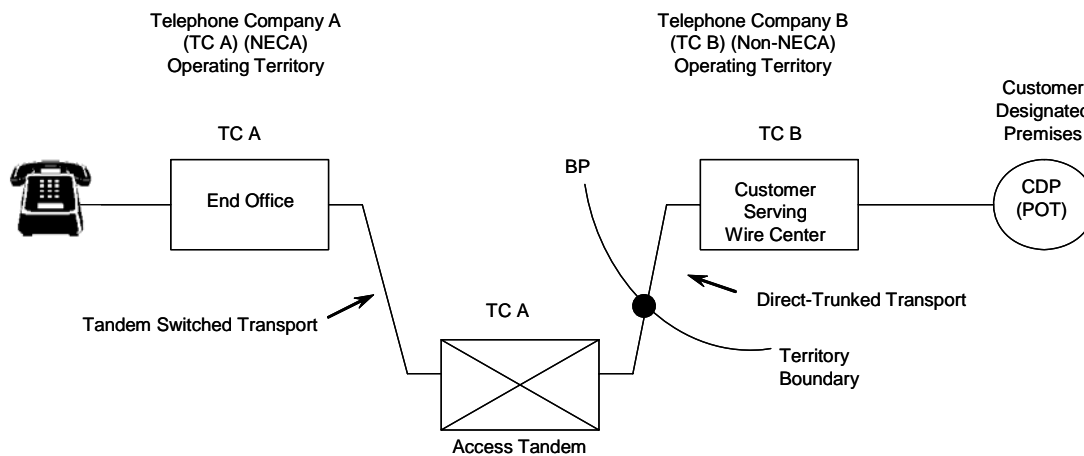 Telephone Company A
(TC A) (NECA)
Operating Territory
Telephone Company B
(TC B) (Non-NECA)
Operating Territory
Customer
Designated
Premises
TC A
TC B
BP
End Office
Customer
Serving
Wire Center
CDP
(POT)
Tandem Switched Transport
TC A
Direct-Trunked Transport
Territory
Boundary
Access Tandem